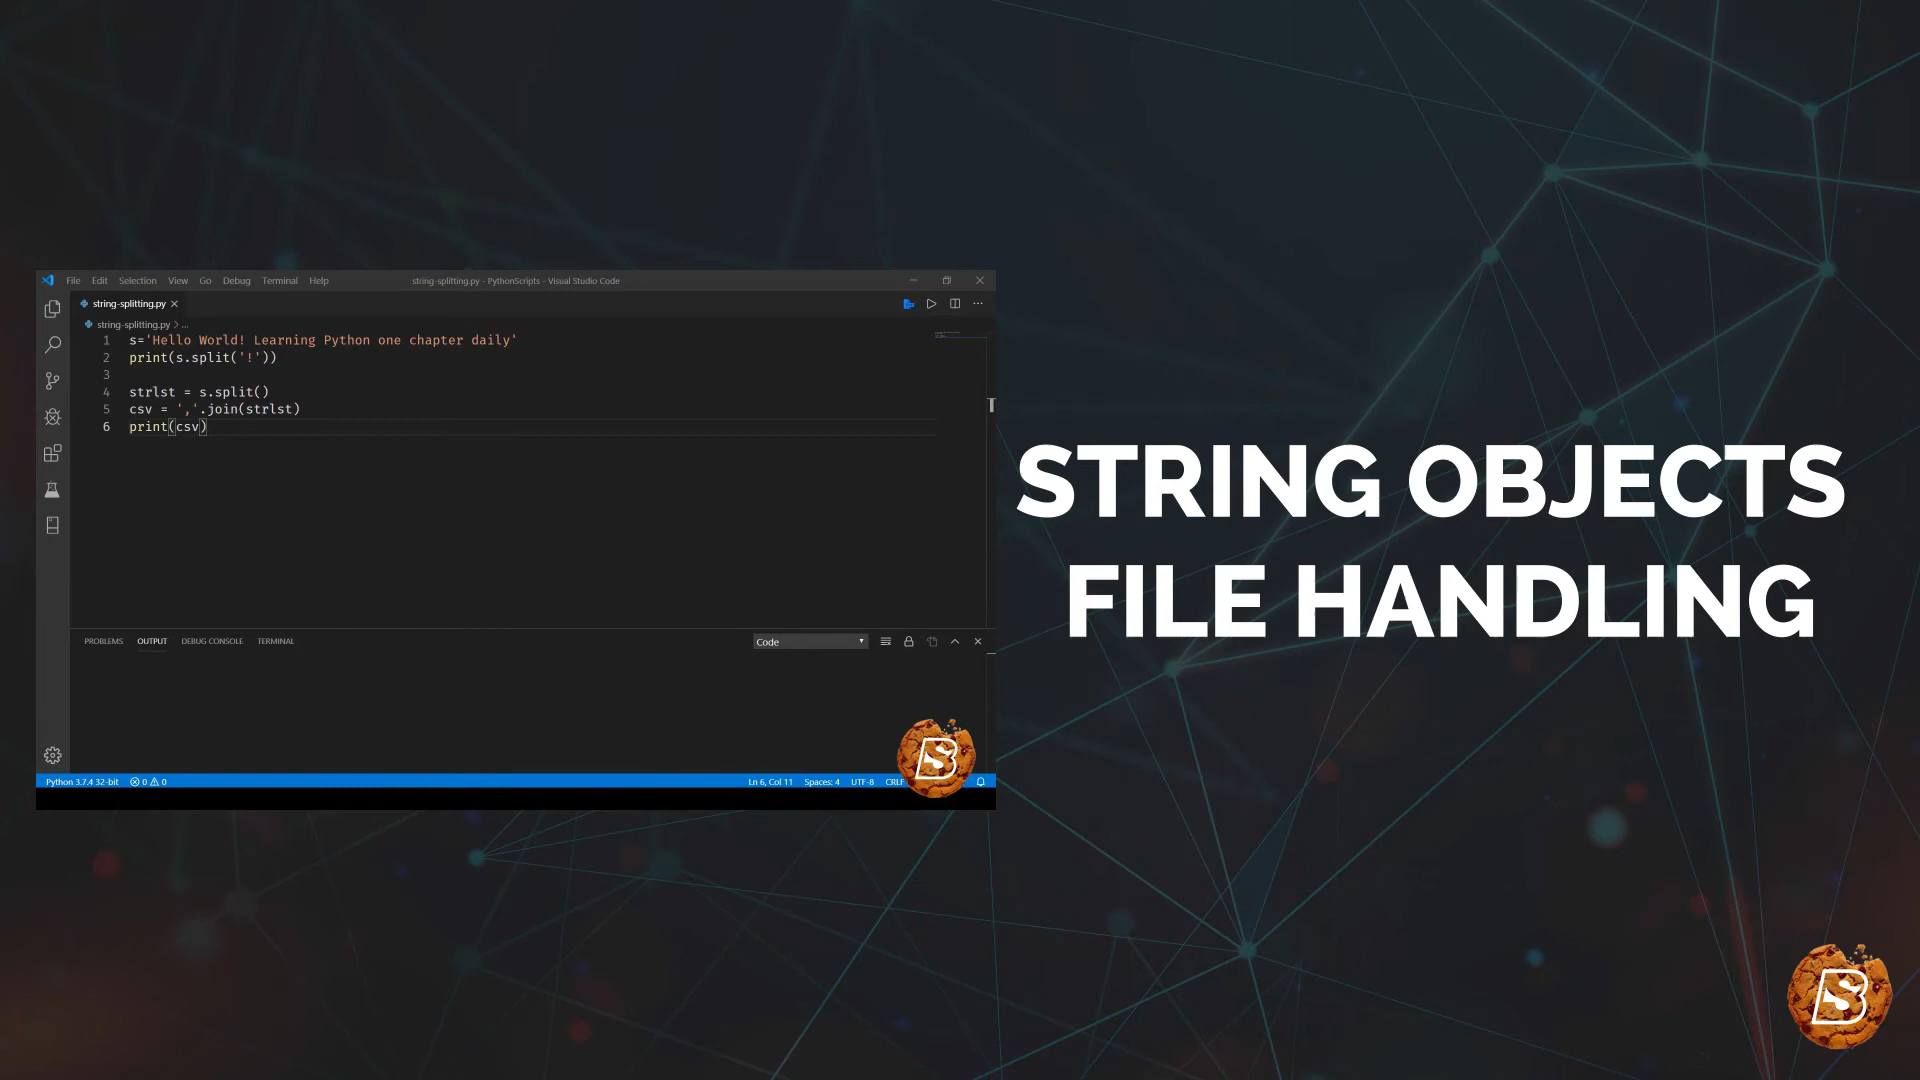 File Edit Selection View Go Debug Terminal Help string-splitting.py - PythonScripts - Visual Studio Code
string-splitting.py
string-splitting.py > ...
1 s='Hello World! Learning Python one chapter daily'
2 print(s.split('!'))
3
4 strlst = s.split()
5 csv = ','.join(strlst)
6 print(csv)
PROBLEMS OUTPUT DEBUG CONSOLE TERMINAL Code
Python 3.7.4 32-bit 0 0 Ln 6, Col 11 Spaces: 4 UTF-8 CRLF
STRING OBJECTS
FILE HANDLING
B
B